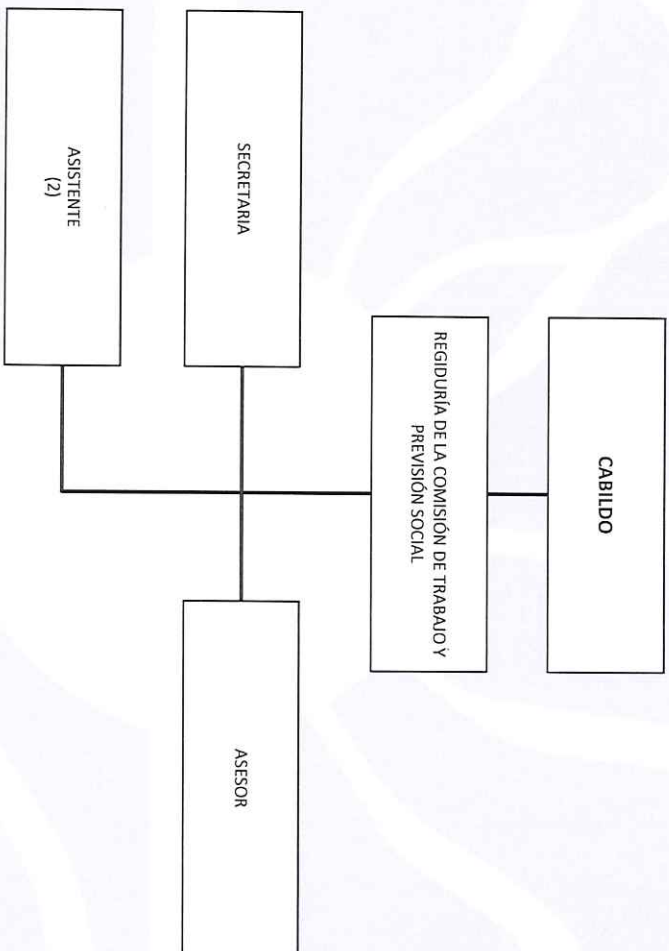 CABILDO
REGIDURÍA DE LA COMISIÓN DE TRABAJO Y
PREVISIÓN SOCIAL
SECRETARIA
ASESOR
ASISTENTE
(2)